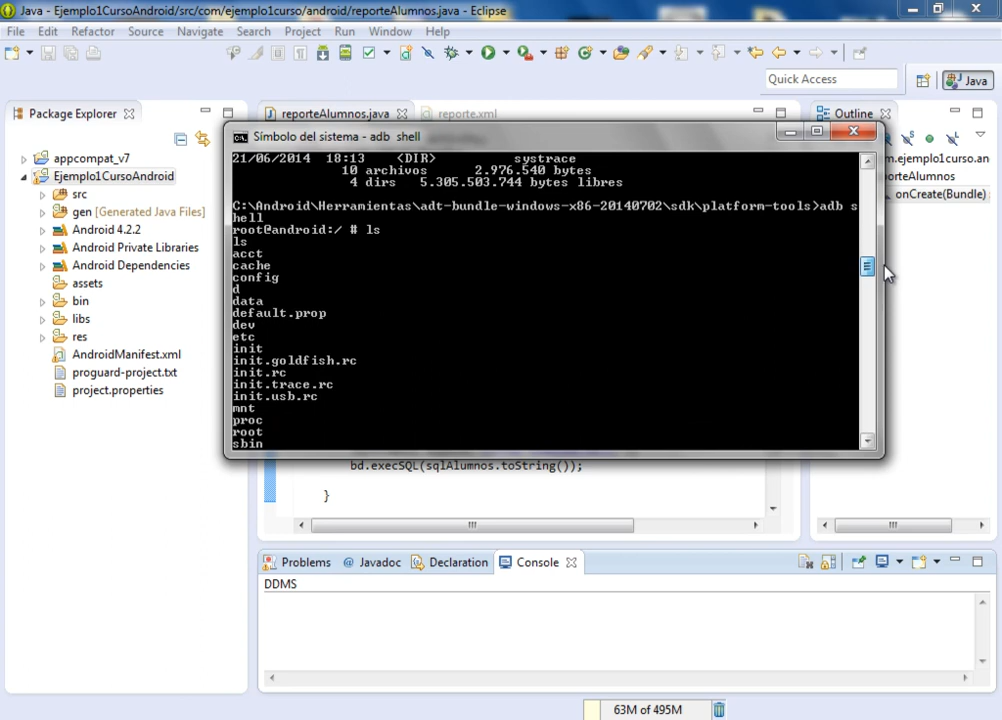 Java - Ejemplo1CursoAndroid/src/com/ejemplo1curso/android/reporteAlumnos.java - Eclipse
File Edit Refactor Source Navigate Search Project Run Window Help
Quick Access
Java
Package Explorer
reporteAlumnos.java
reporte.xml
Outline
Símbolo del sistema - adb shell
appcompat_v7
Ejemplo1CursoAndroid
src
gen [Generated Java Files]
Android 4.2.2
Android Private Libraries
Android Dependencies
assets
bin
libs
res
AndroidManifest.xml
proguard-project.txt
project.properties
21/06/2014 18:13 <DIR> systrace
10 archivos 2.976.540 bytes
4 dirs 5.305.503.744 bytes libres
C:\Android\Herramientas\adt-bundle-windows-x86-20140702\sdk\platform-tools>adb s
hell
root@android:/ # ls
ls
acct
cache
config
d
data
default.prop
dev
etc
init
init.goldfish.rc
init.rc
init.trace.rc
init.usb.rc
mnt
proc
root
sbin
m.ejemplo1curso.an
orteAlumnos
onCreate(Bundle)
bd.execSQL(sqlAlumnos.toString());
}
Problems @ Javadoc Declaration Console
DDMS
63M of 495M